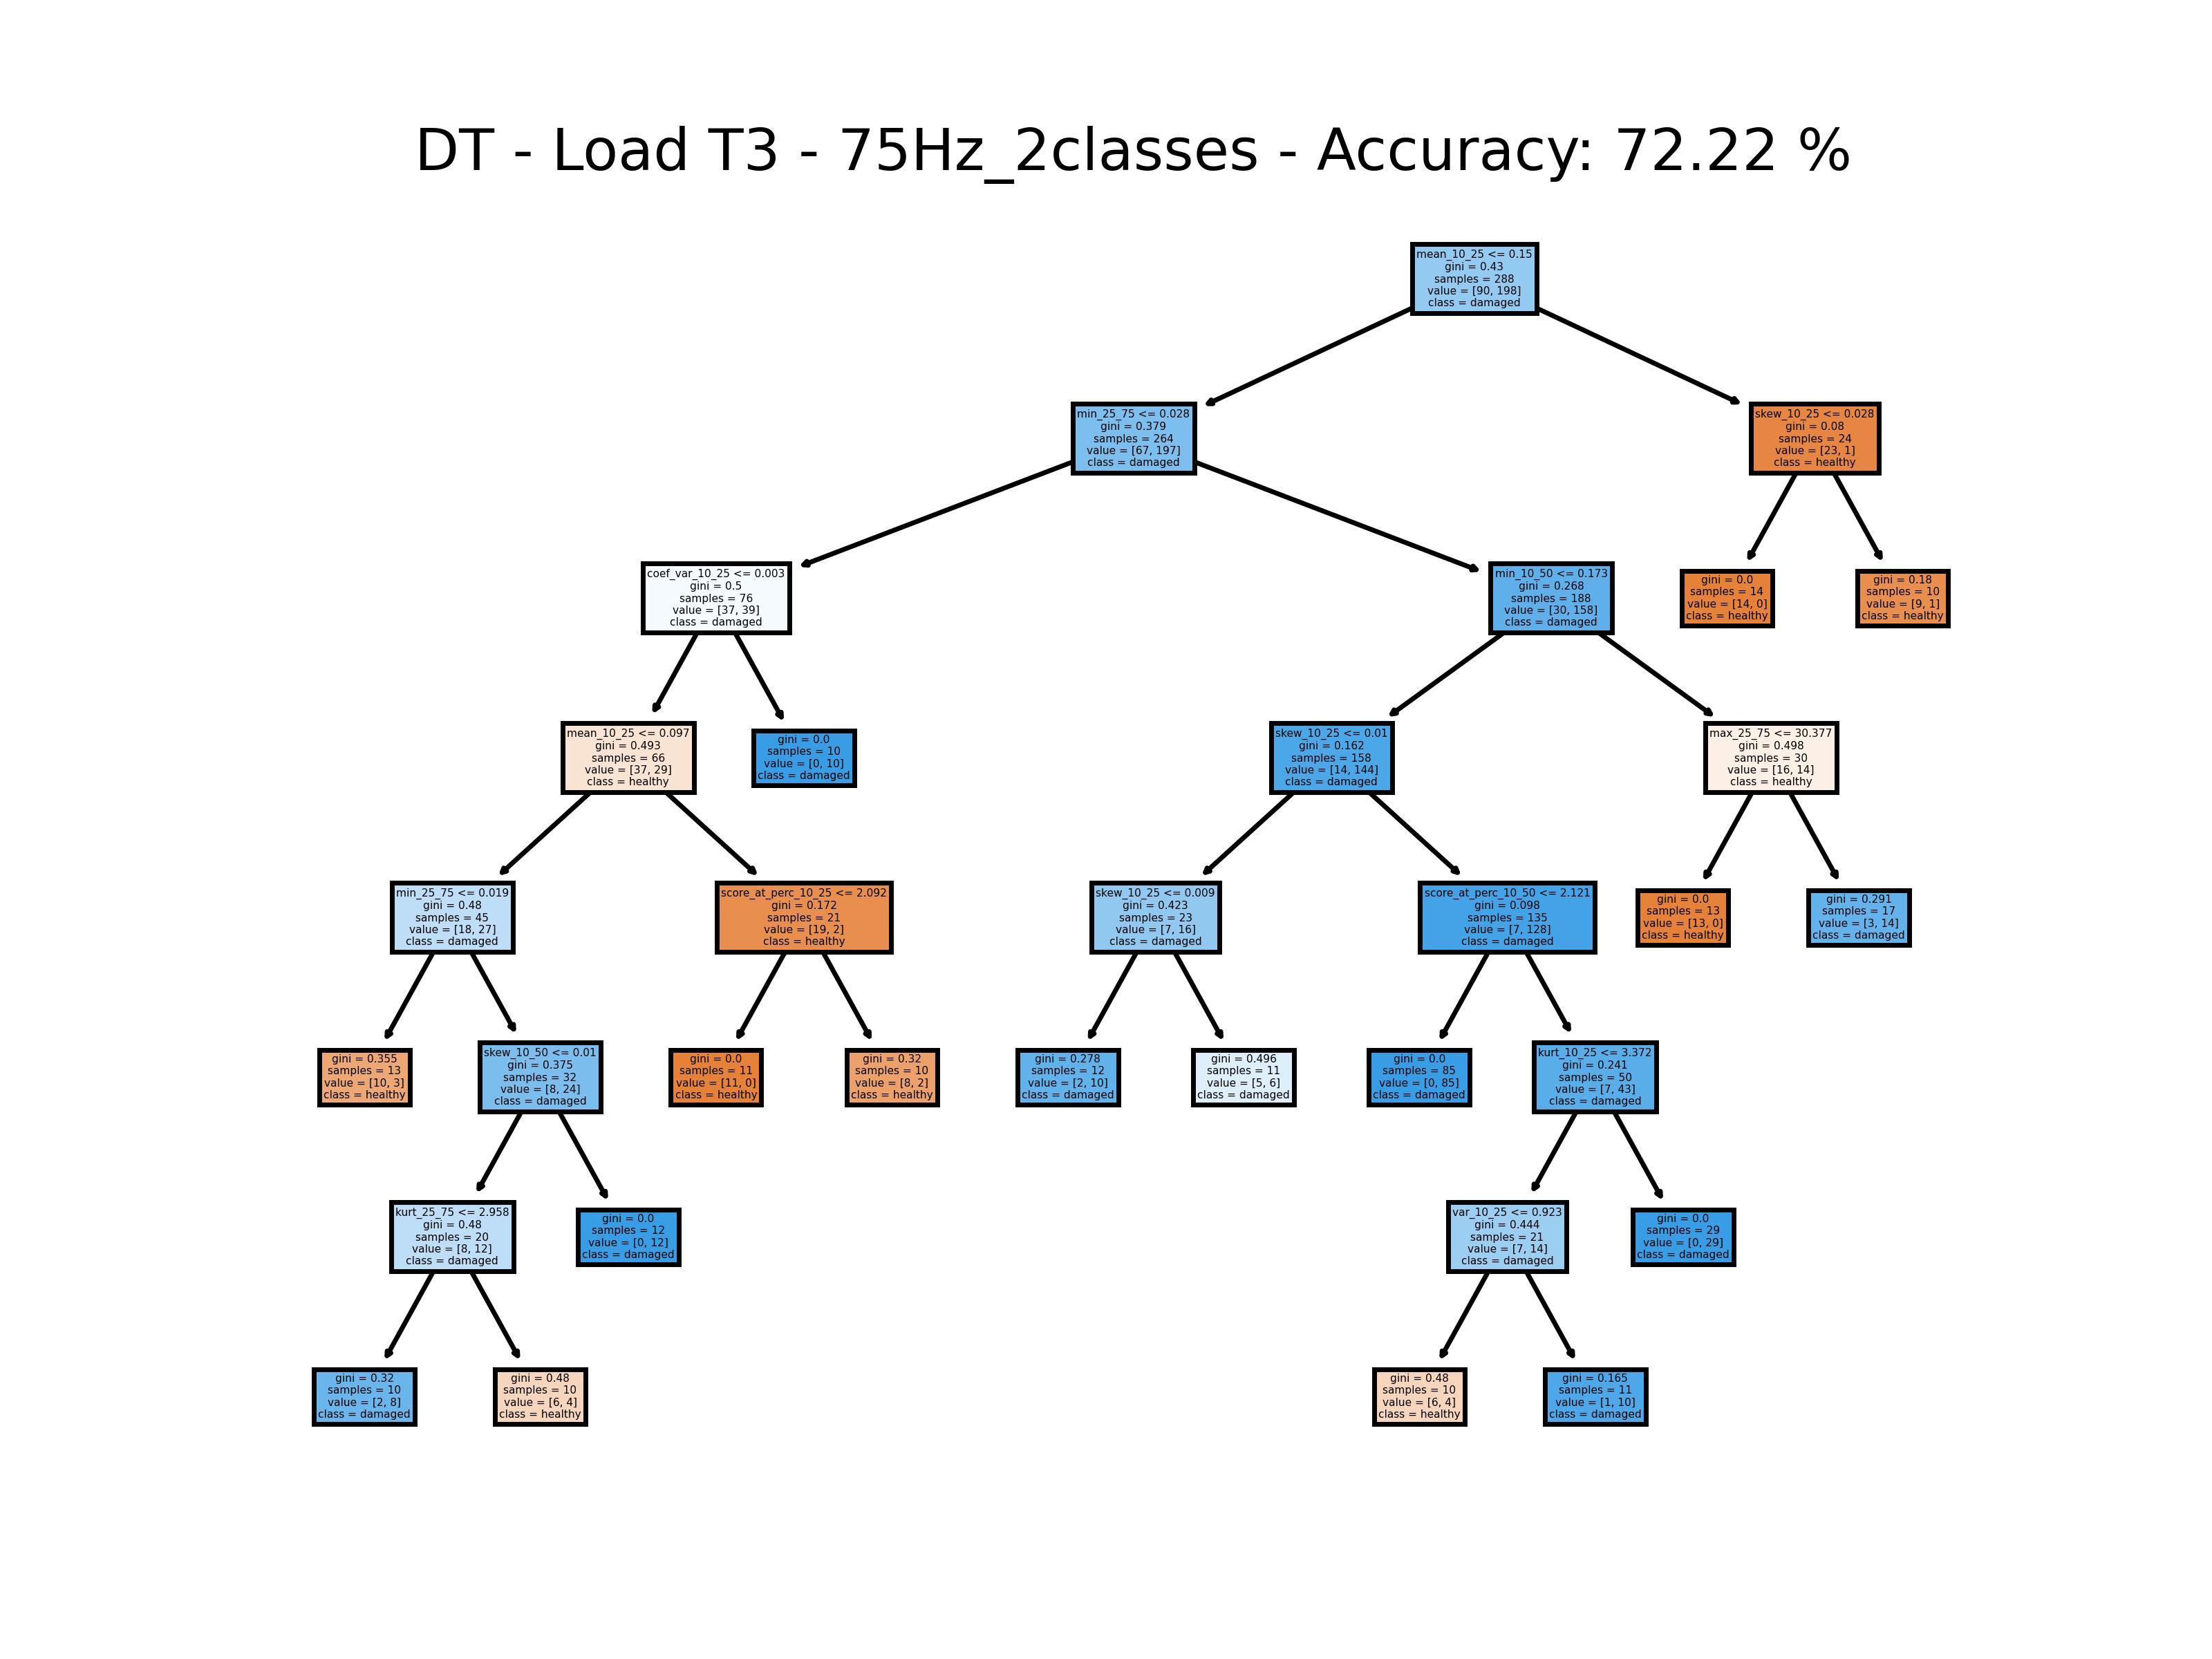 DT - Load T3 - 75Hz_2classes - Accuracy: 72.22 %
mean_10_25 <= 0.15
gini = 0.43
samples = 288
value = [90, 198]
class = damaged
min_25_75 <= 0.028
gini = 0.379
samples = 264
value = [67, 197]
class = damaged
skew_10_25 <= 0.028
gini = 0.08
samples = 24
value = [23, 1]
class = healthy
coef_var_10_25 <= 0.003
gini = 0.5
samples = 76
value = [37, 39]
class = damaged
min_10_50 <= 0.173
gini = 0.268
samples = 188
value = [30, 158]
class = damaged
gini = 0.0
samples = 14
value = [14, 0]
class = healthy
gini = 0.18
samples = 10
value = [9, 1]
class = healthy
mean_10_25 <= 0.097
gini = 0.493
samples = 66
value = [37, 29]
class = healthy
gini = 0.0
samples = 10
value = [0, 10]
class = damaged
skew_10_25 <= 0.01
gini = 0.162
samples = 158
value = [14, 144]
class = damaged
max_25_75 <= 30.377
gini = 0.498
samples = 30
value = [16, 14]
class = healthy
min_25_75 <= 0.019
gini = 0.48
samples = 45
value = [18, 27]
class = damaged
score_at_perc_10_25 <= 2.092
gini = 0.172
samples = 21
value = [19, 2]
class = healthy
skew_10_25 <= 0.009
gini = 0.423
samples = 23
value = [7, 16]
class = damaged
score_at_perc_10_50 <= 2.121
gini = 0.098
samples = 135
value = [7, 128]
class = damaged
gini = 0.0
samples = 13
value = [13, 0]
class = healthy
gini = 0.291
samples = 17
value = [3, 14]
class = damaged
gini = 0.355
samples = 13
value = [10, 3]
class = healthy
skew_10_50 <= 0.01
gini = 0.375
samples = 32
value = [8, 24]
class = damaged
gini = 0.0
samples = 11
value = [11, 0]
class = healthy
gini = 0.32
samples = 10
value = [8, 2]
class = healthy
gini = 0.278
samples = 12
value = [2, 10]
class = damaged
gini = 0.496
samples = 11
value = [5, 6]
class = damaged
gini = 0.0
samples = 85
value = [0, 85]
class = damaged
kurt_10_25 <= 3.372
gini = 0.241
samples = 50
value = [7, 43]
class = damaged
kurt_25_75 <= 2.958
gini = 0.48
samples = 20
value = [8, 12]
class = damaged
gini = 0.0
samples = 12
value = [0, 12]
class = damaged
var_10_25 <= 0.923
gini = 0.444
samples = 21
value = [7, 14]
class = damaged
gini = 0.0
samples = 29
value = [0, 29]
class = damaged
gini = 0.32
samples = 10
value = [2, 8]
class = damaged
gini = 0.48
samples = 10
value = [6, 4]
class = healthy
gini = 0.48
samples = 10
value = [6, 4]
class = healthy
gini = 0.165
samples = 11
value = [1, 10]
class = damaged